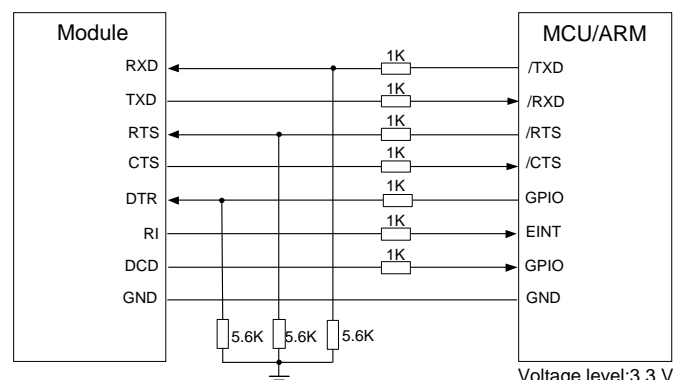 Module
MCU/ARM
RXD 1K /TXD
TXD 1K /RXD
RTS 1K /RTS
CTS 1K /CTS
DTR 1K GPIO
RI 1K EINT
DCD 1K GPIO
GND GND
5.6K 5.6K 5.6K
Voltage level:3.3 V